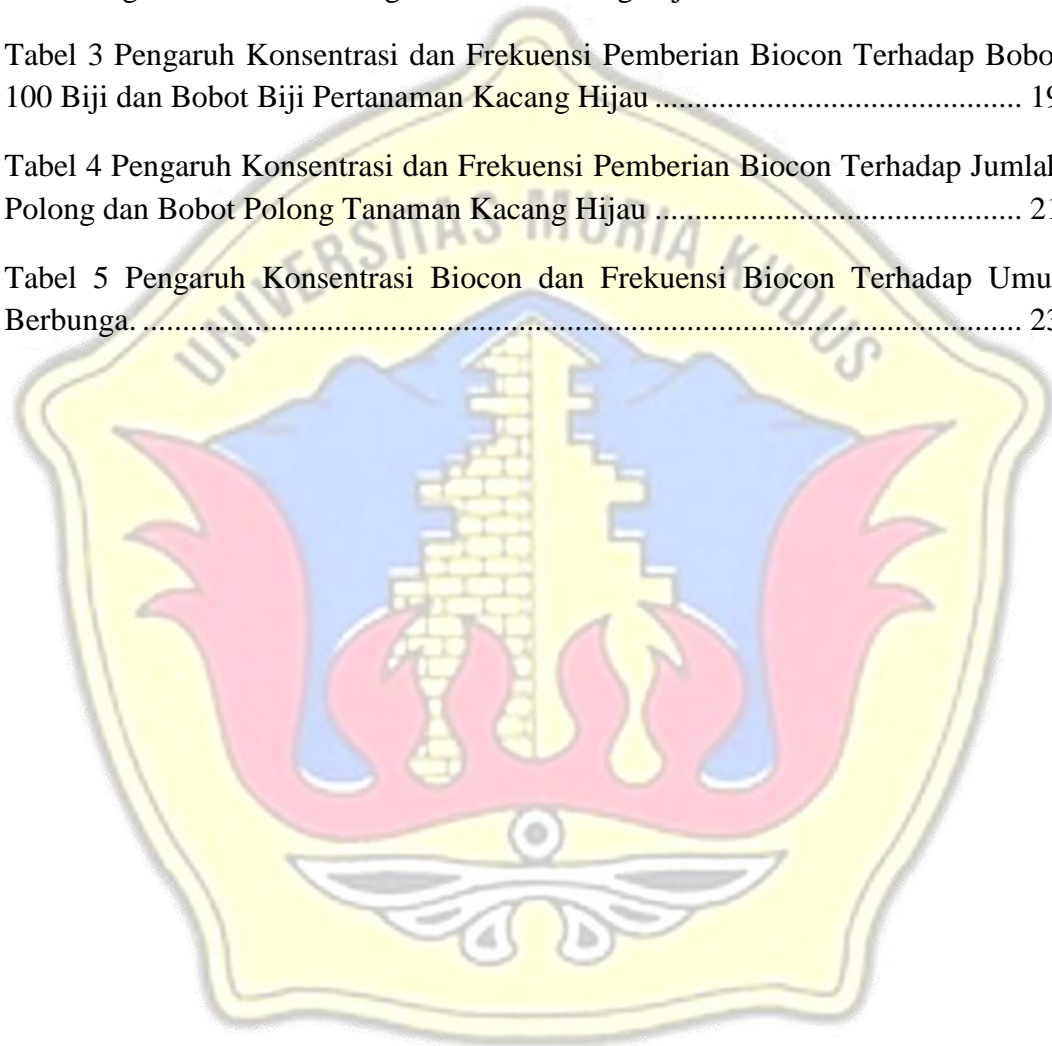 Tabel 3 Pengaruh Konsentrasi dan Frekuensi Pemberian Biocon Terhadap Bobo
100 Biji dan Bobot Biji Pertanaman Kacang Hijau ........................................... 19
Tabel 4 Pengaruh Konsentrasi dan Frekuensi Pemberian Biocon Terhadap Jumlah
Polong dan Bobot Polong Tanaman Kacang Hijau ........................................... 21
Tabel 5 Pengaruh Konsentrasi Biocon dan Frekuensi Biocon Terhadap Umu
Berbunga. ........................................................................................................ 23
UNIVERSITAS MURIA KUDUS